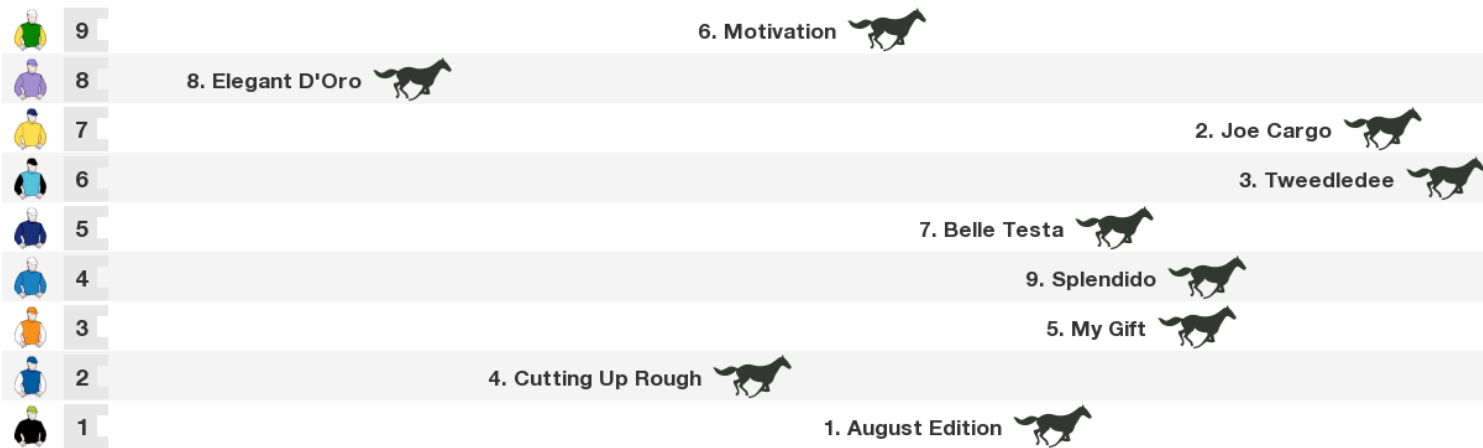 9 6. Motivation
8 8. Elegant D'Oro
7 2. Joe Cargo
6 3. Tweedledee
5 7. Belle Testa
4 9. Splendido
3 5. My Gift
2 4. Cutting Up Rough
1 1. August Edition